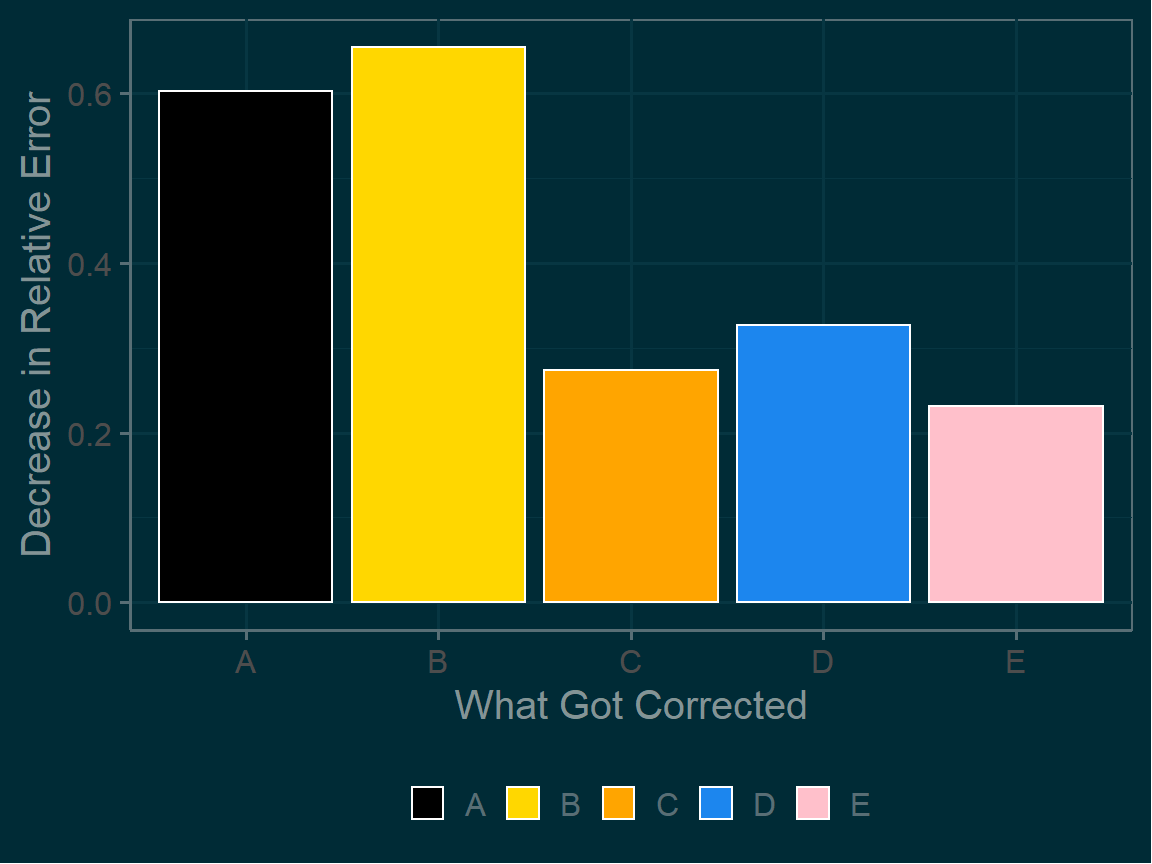 Decrease in Relative Error
0.6
0.4
0.2
0.0
A B C D E
What Got Corrected
A B C D E